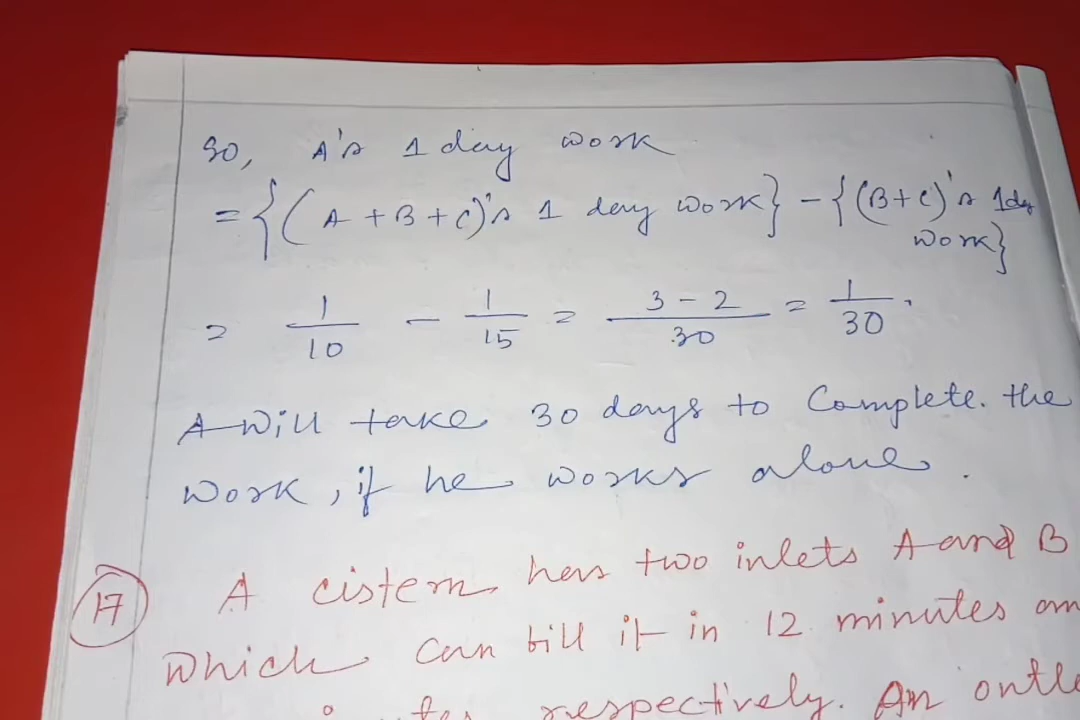 So, A's 1 day work
= {(A + B + C)'s 1 day work} - {(B+C)'s 1 day
work}
= 1/10 - 1/15 = 3 - 2/30 = 1/30.
A will take 30 days to Complete. the
work, if he works alone.
17 A cistern has two inlets A and B
which can fill it in 12 minutes
respectively. An